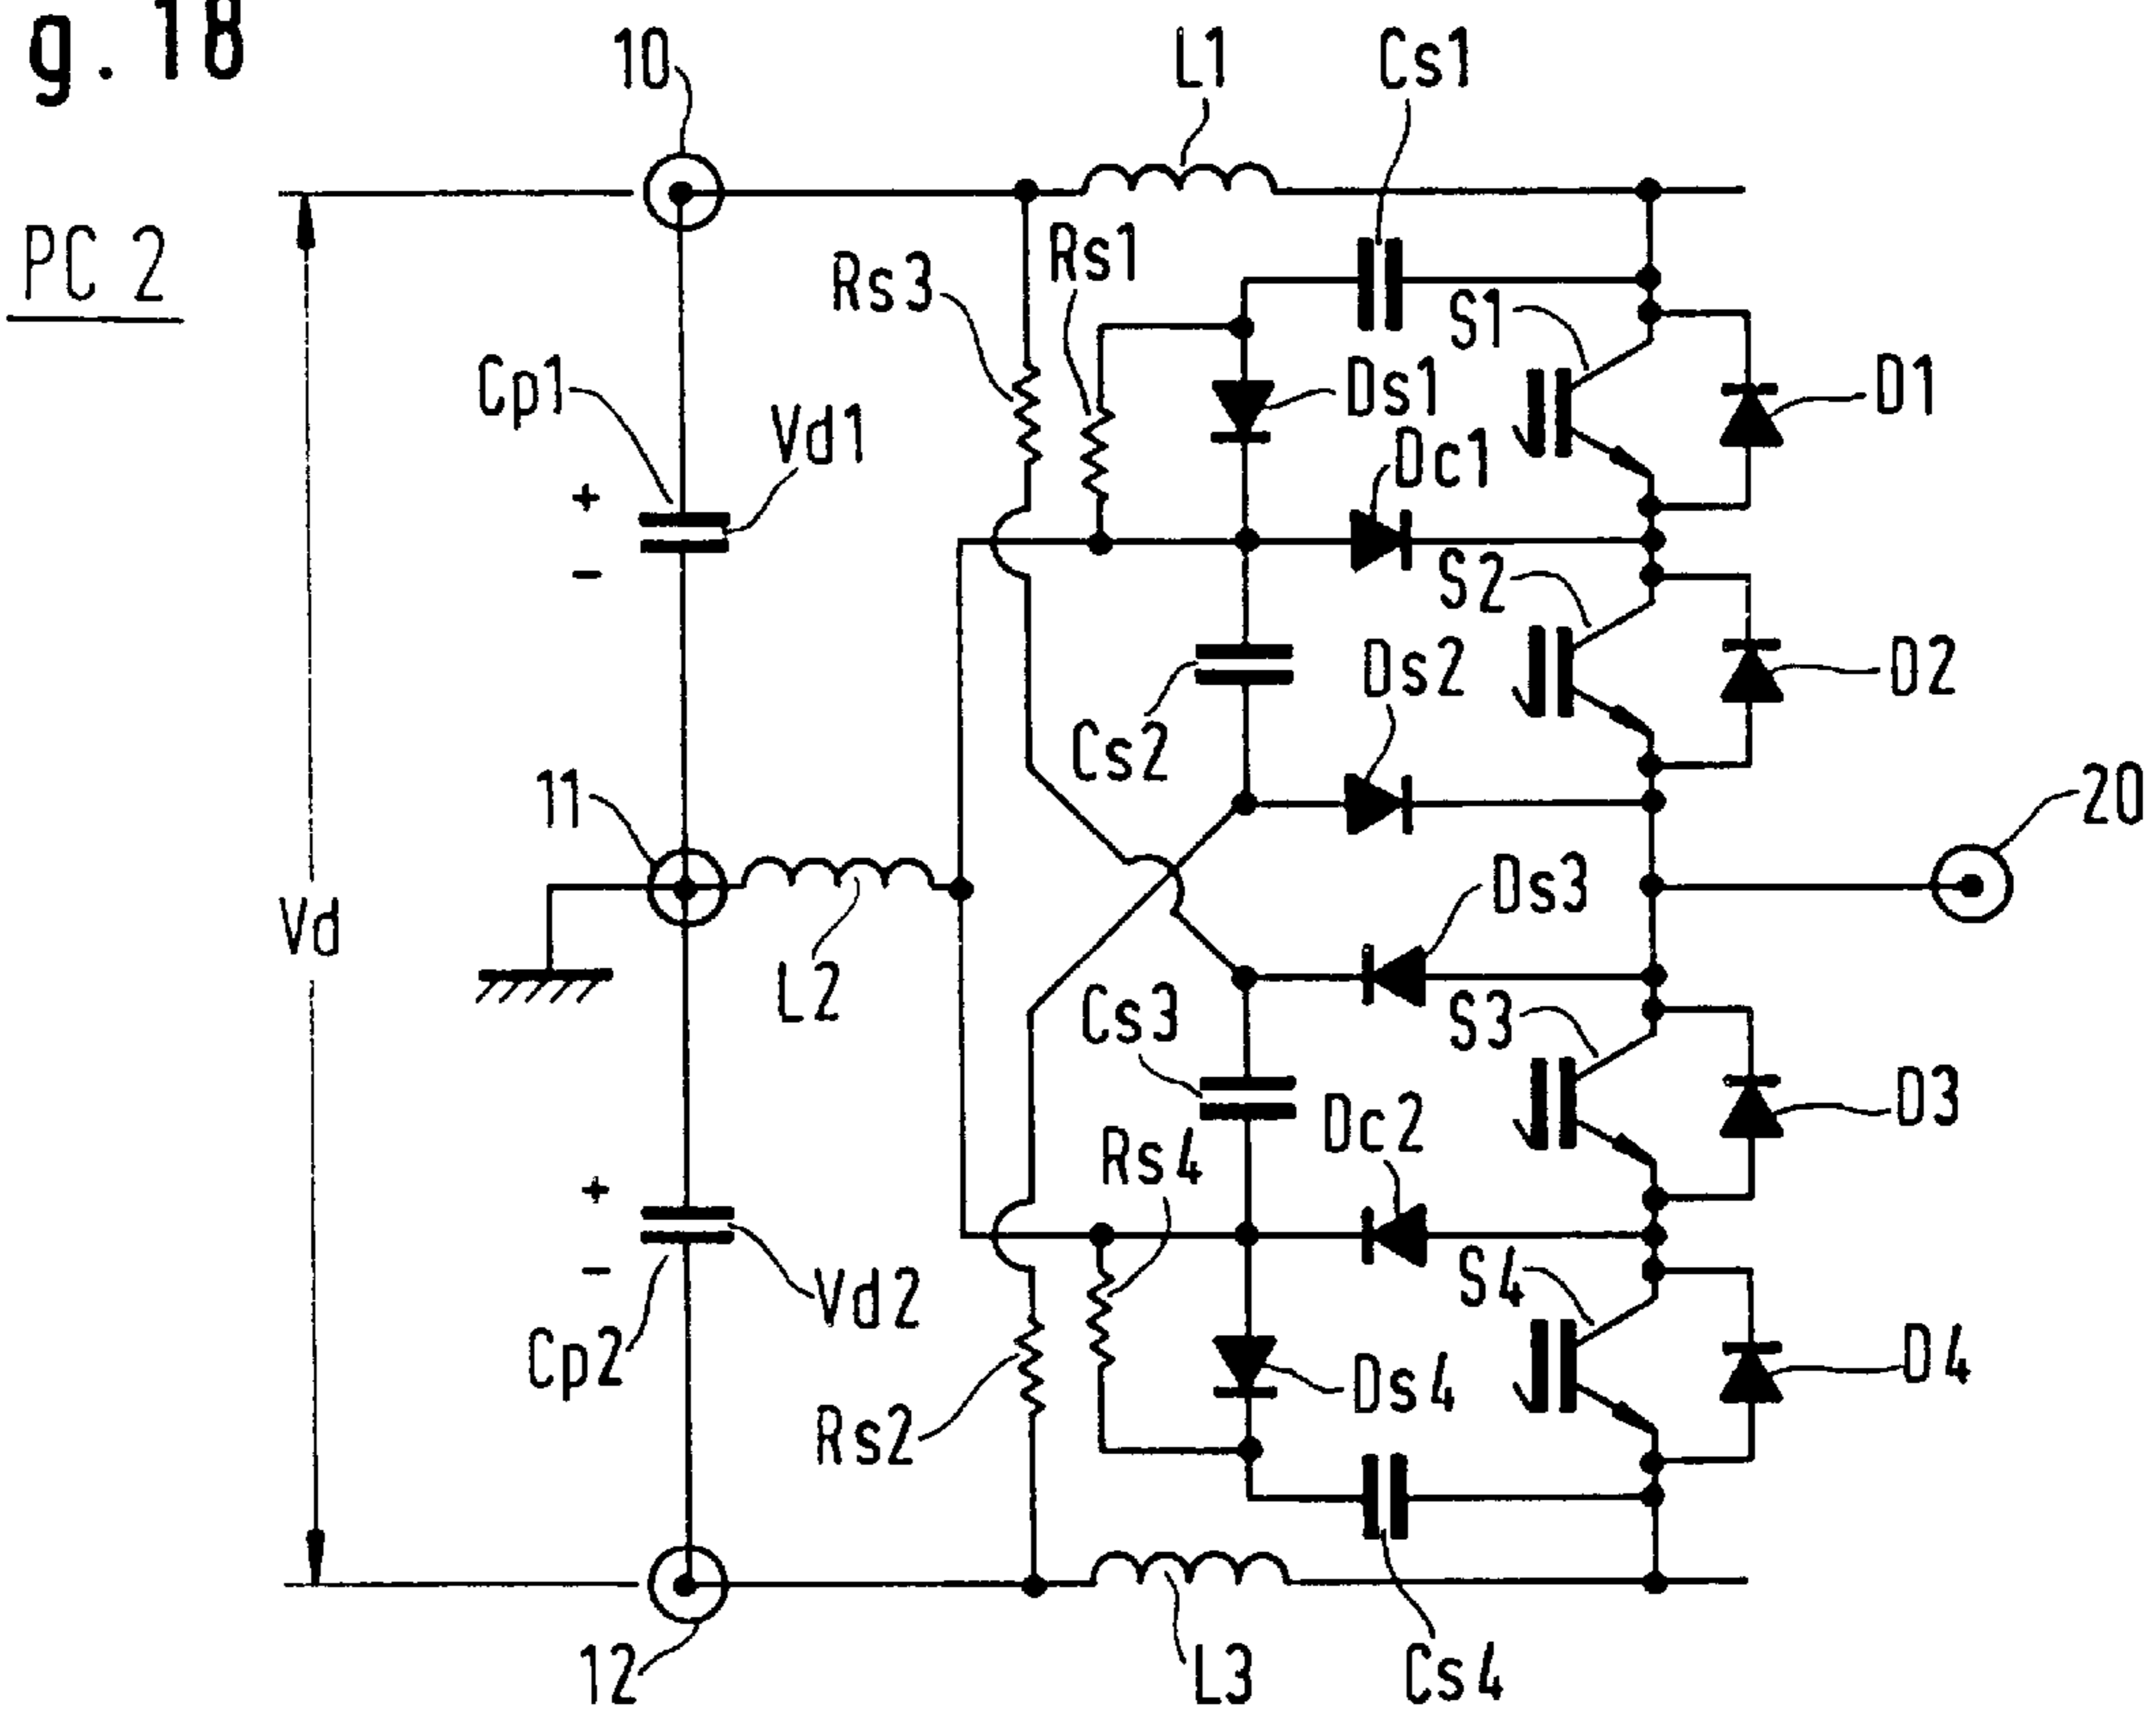 g. 18
10
L1
Cs1
PC 2
Rs3
Rs1
S1
Cp1
Vd1
Ds1
D1
Dc1
+
-
S2
Ds2
D2
Cs2
11
20
Vd
L2
Ds3
Cs3
S3
Dc2
D3
Rs4
+
-
Vd2
S4
Cp2
Ds4
D4
Rs2
12
L3
Cs4